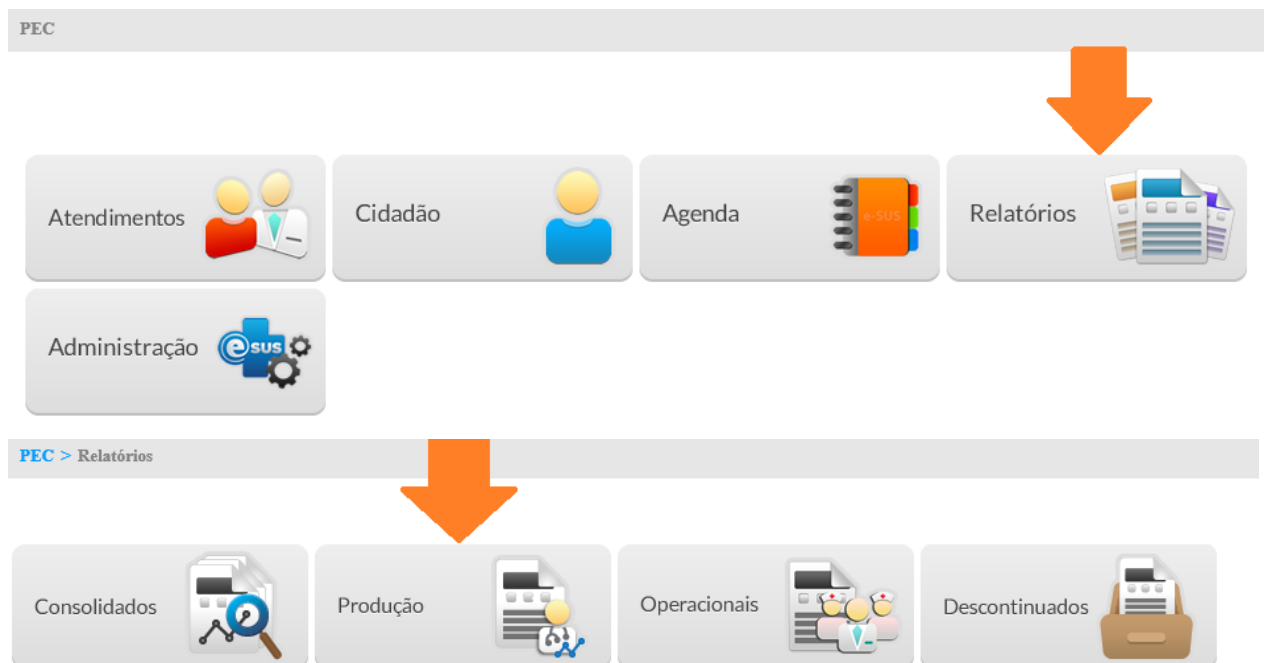 PEC
Atendimentos
Cidadão
Agenda
e-SUS
Relatórios
Administração
esus
PEC > Relatórios
Consolidados
Produção
Operacionais
Descontinuados